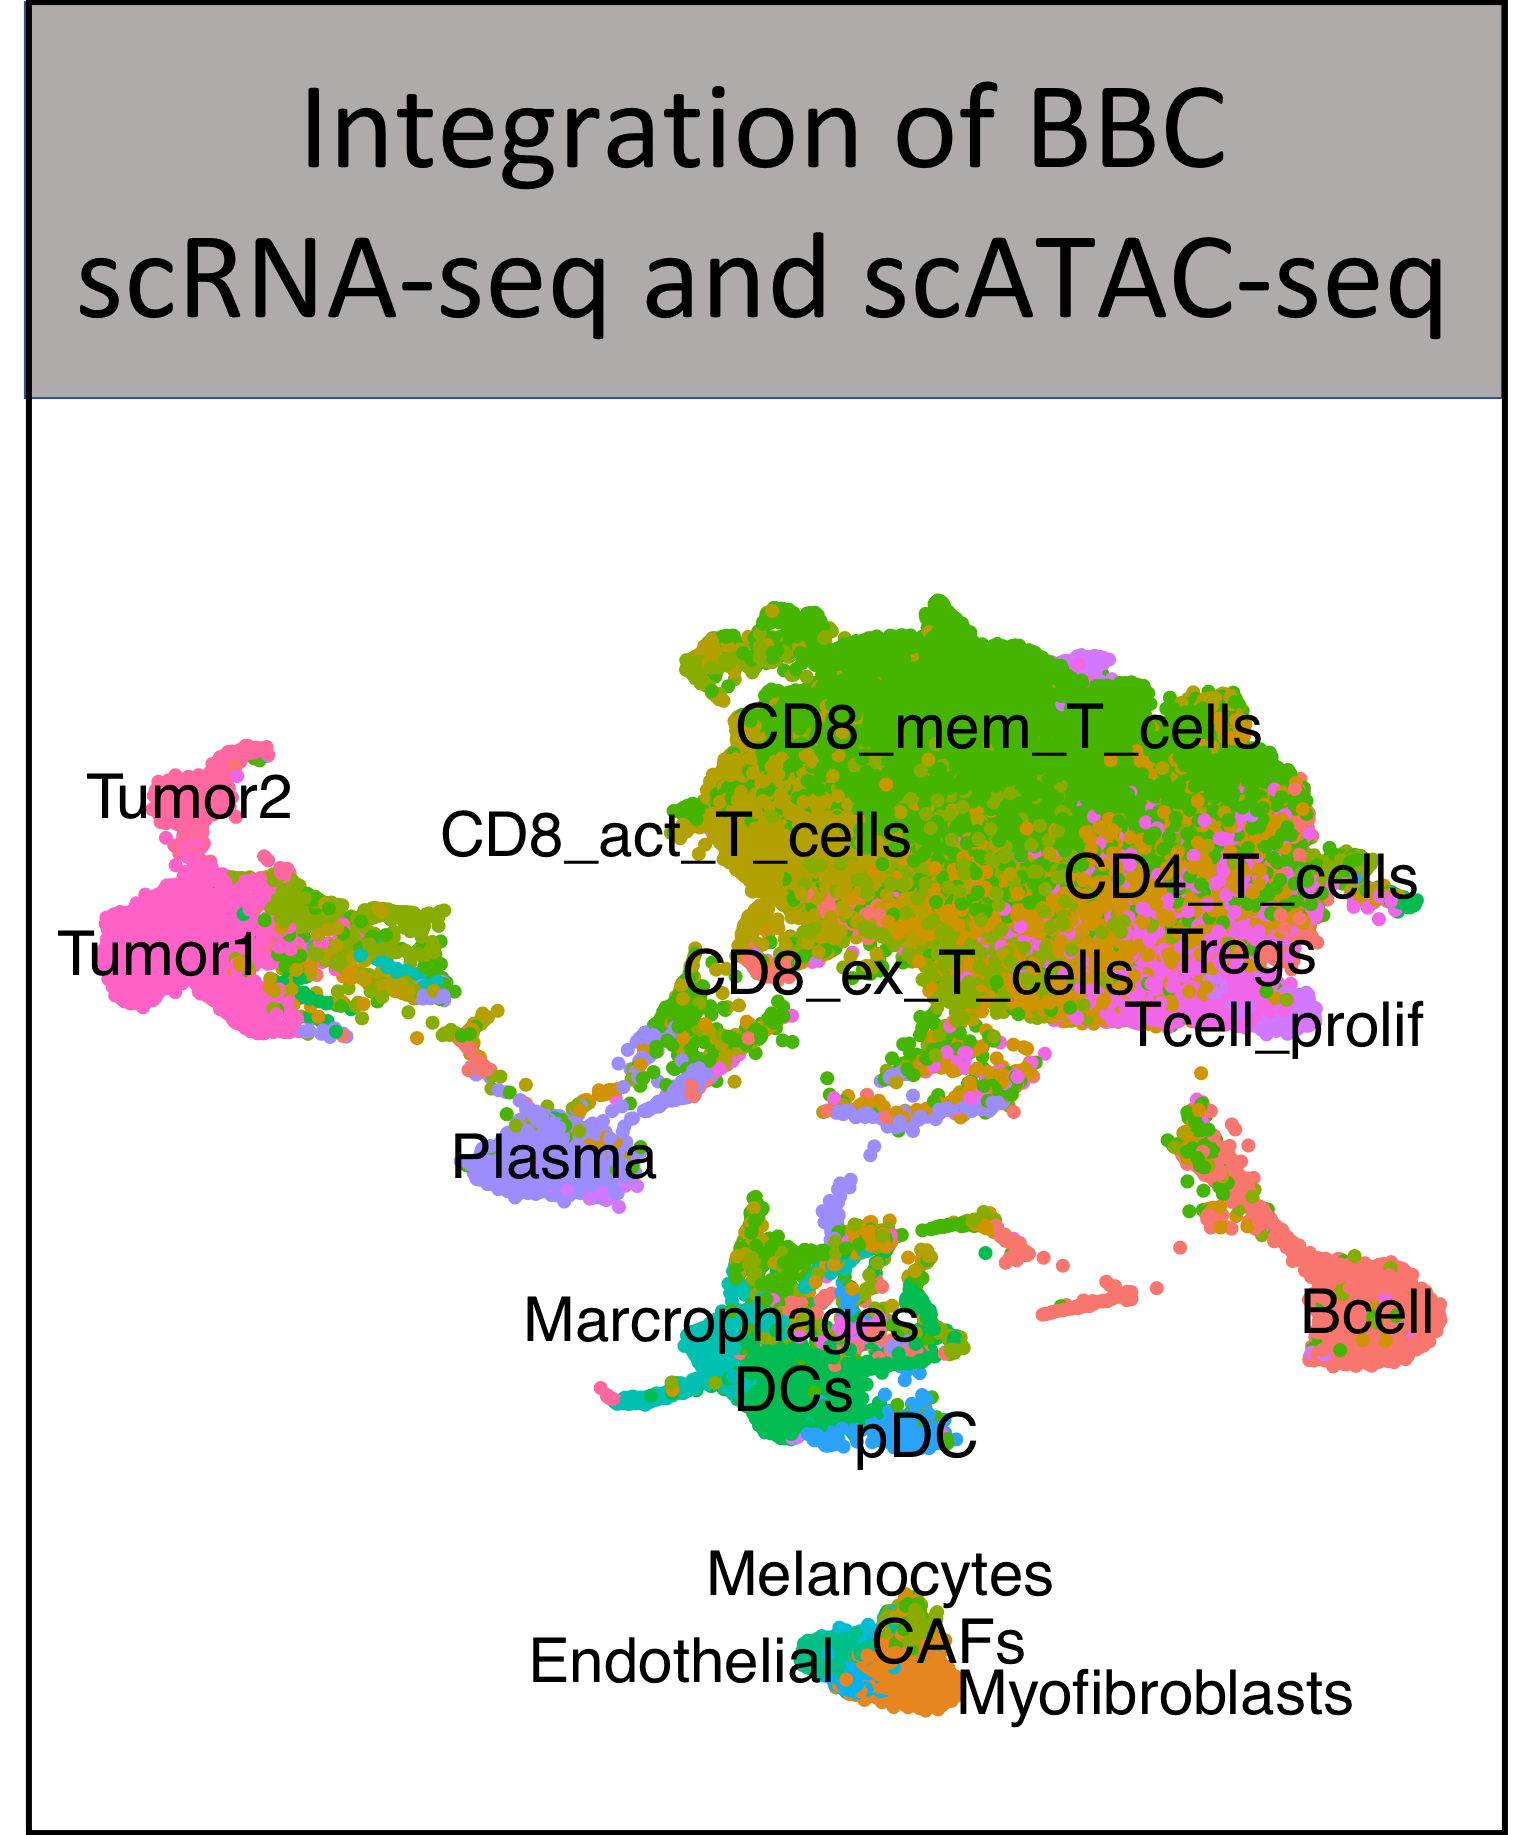 Integration of BBC
scRNA-seq and scATAC-seq
CD8_mem_T_cells
Tumor2
CD8_act_T_cells
CD4_T_cells
Tumor1
Tregs
CD8_ex_T_cells
Tcell_prolif
Plasma
Marcrophages
Bcell
DCs
pDC
Melanocytes
CAFs
Endothelial
Myofibroblasts